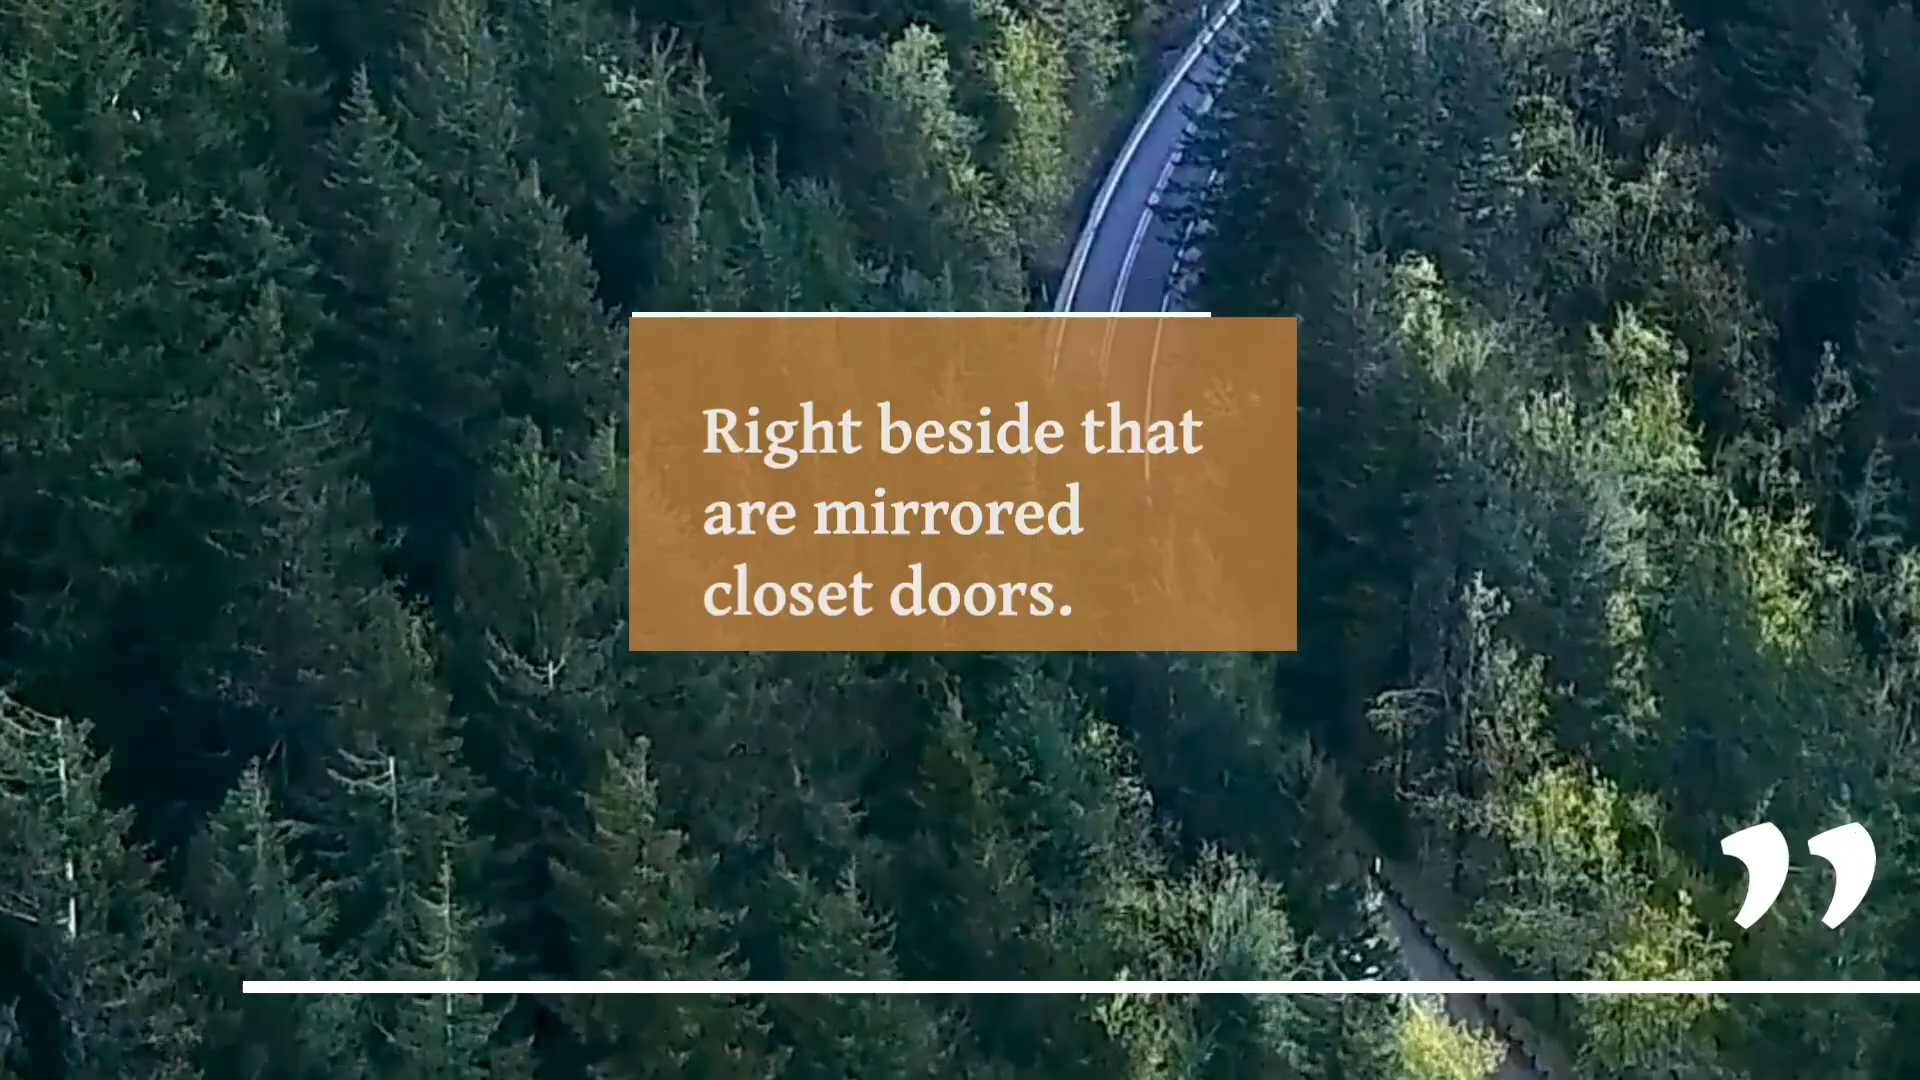 Right beside that
are mirrored
closet doors.
”